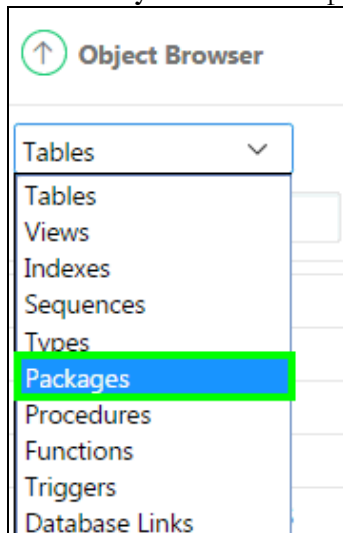 Object Browser
Tables
Tables
Views
Indexes
Sequences
Types
Packages
Procedures
Functions
Triggers
Database Links